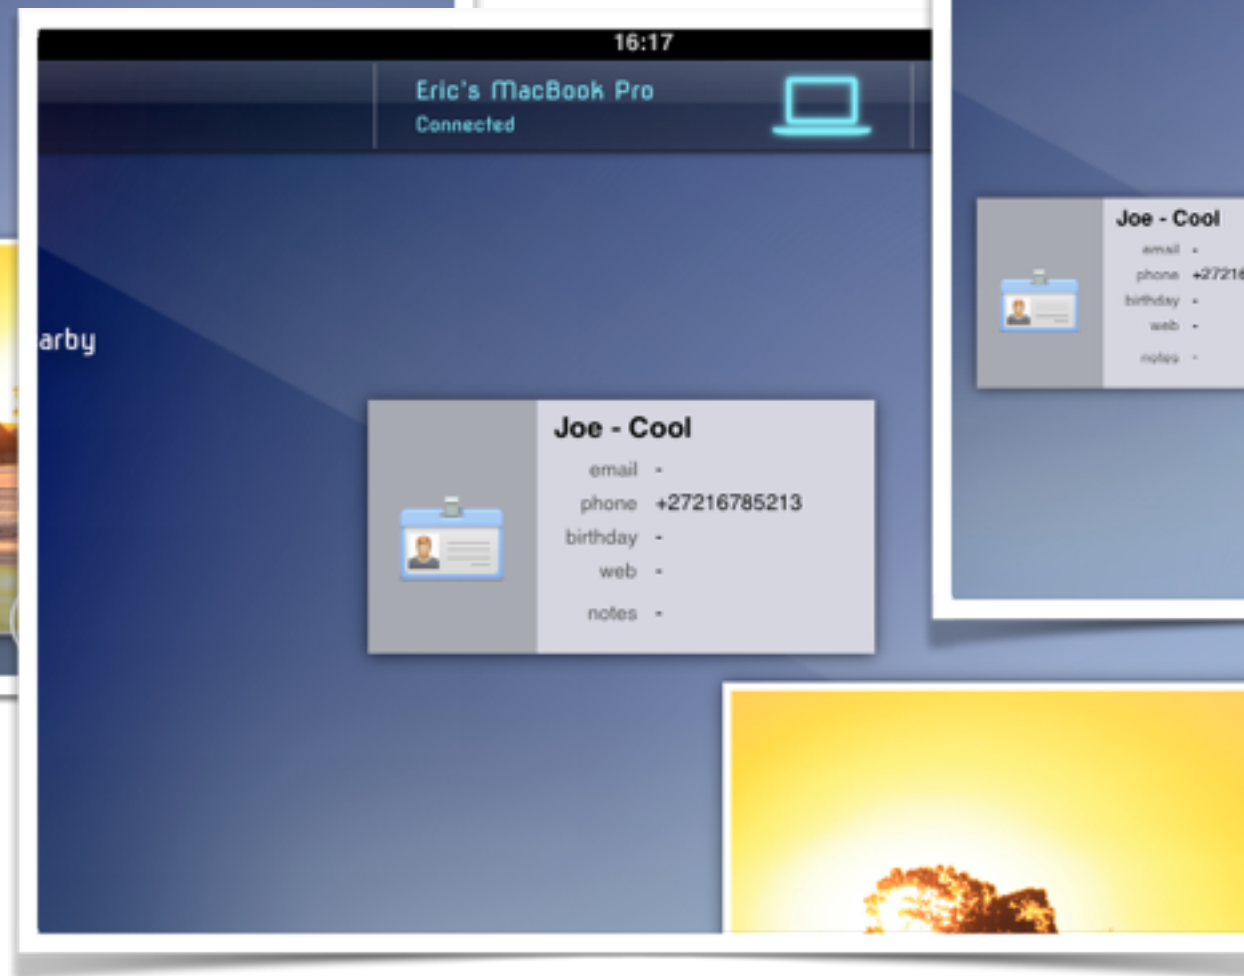 16:17
Eric's MacBook Pro
Connected
arby
Joe - Cool
email -
phone +27216785213
birthday -
web -
notes -
Joe - Cool
email -
phone +27216
birthday -
web -
notes -